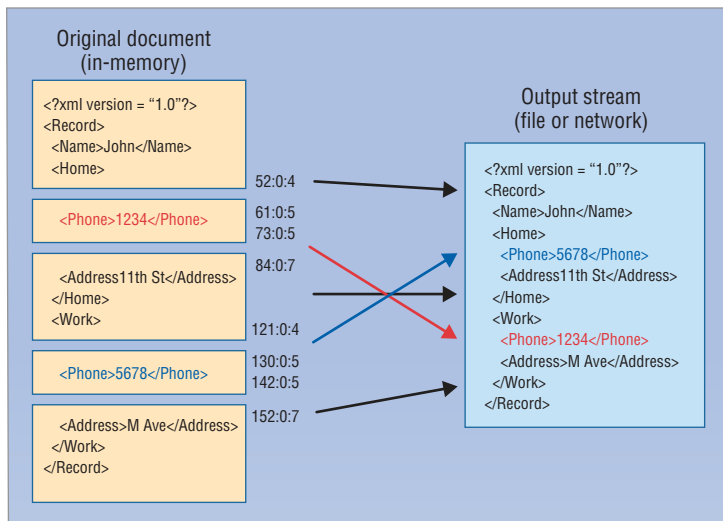 Original document
(in-memory)
<?xml version = “1.0”?>
<Record>
<Name>John</Name>
<Home>
52:0:4
61:0:5
<Phone>1234</Phone>
73:0:5
84:0:7
<Address11th St</Address>
</Home>
<Work>
121:0:4
130:0:5
<Phone>5678</Phone>
142:0:5
152:0:7
<Address>M Ave</Address>
</Work>
</Record>
Output stream
(file or network)
<?xml version = “1.0”?>
<Record>
<Name>John</Name>
<Home>
<Phone>5678</Phone>
<Address11th St</Address>
</Home>
<Work>
<Phone>1234</Phone>
<Address>M Ave</Address>
</Work>
</Record>